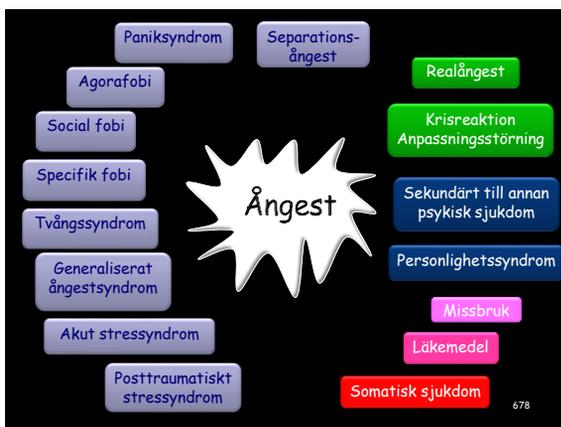 Paniksyndrom
Separations-
ångest
Agorafobi
Social fobi
Specifik fobi
Tvångssyndrom
Generaliserat
ångestsyndrom
Akut stressyndrom
Posttraumatiskt
stressyndrom
Ångest
Realångest
Krisreaktion
Anpassningsstörning
Sekundärt till annan
psykisk sjukdom
Personlighetssyndrom
Missbruk
Läkemedel
Somatisk sjukdom
678